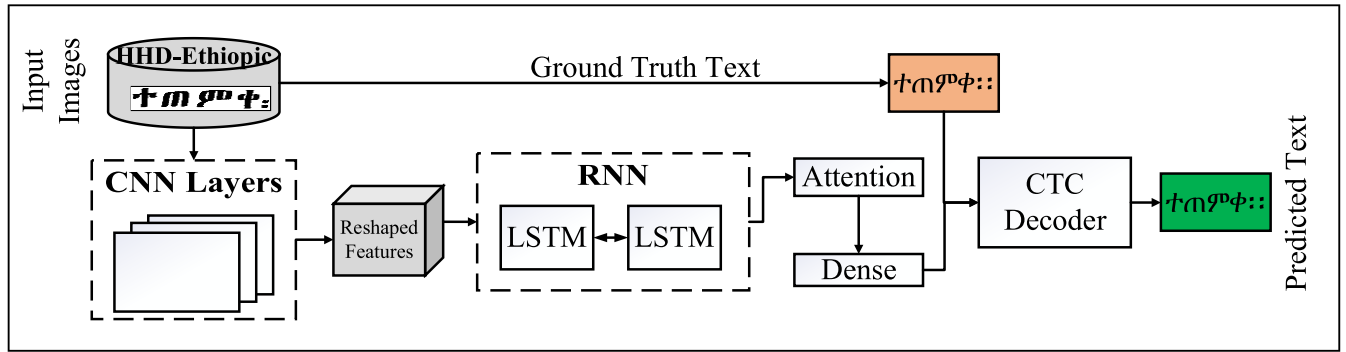 Input
Images
HHD-Ethiopic
ተጠምቀ፡
Ground Truth Text
ተጠምቀ፡፡
CNN Layers
Reshaped
Features
RNN
LSTM
LSTM
Attention
Dense
CTC
Decoder
ተጠምቀ፡፡
Predicted Text